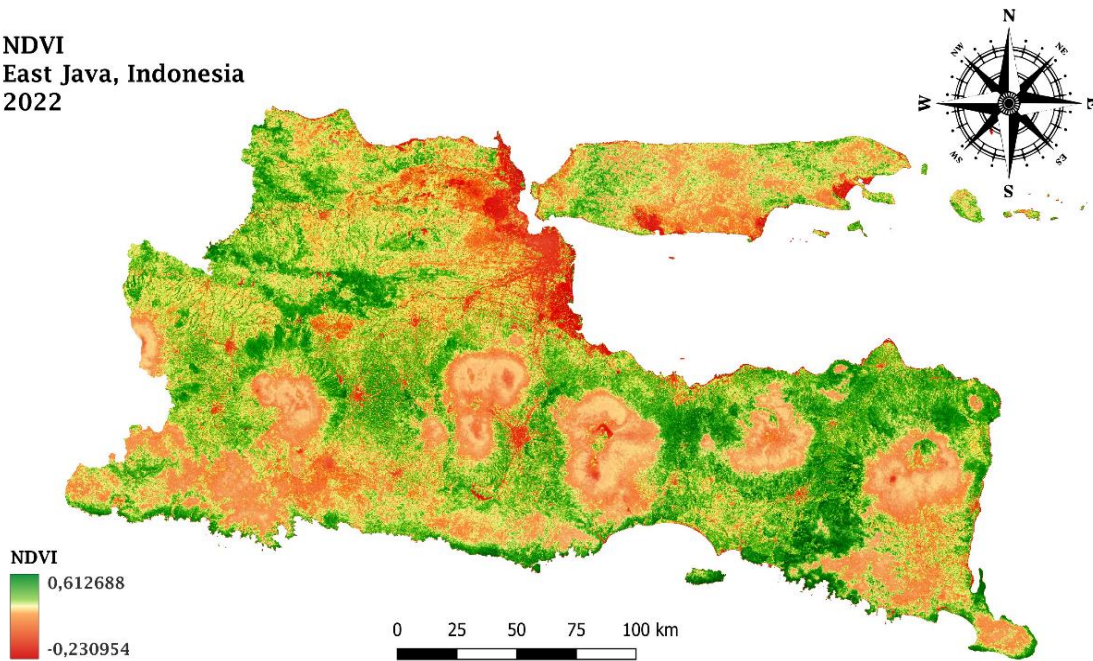 NDVI
East Java, Indonesia
2022
N
NW
NE
W
E
SW
ES
S
NDVI
0,612688
-0,230954
0 25 50 75 100 km